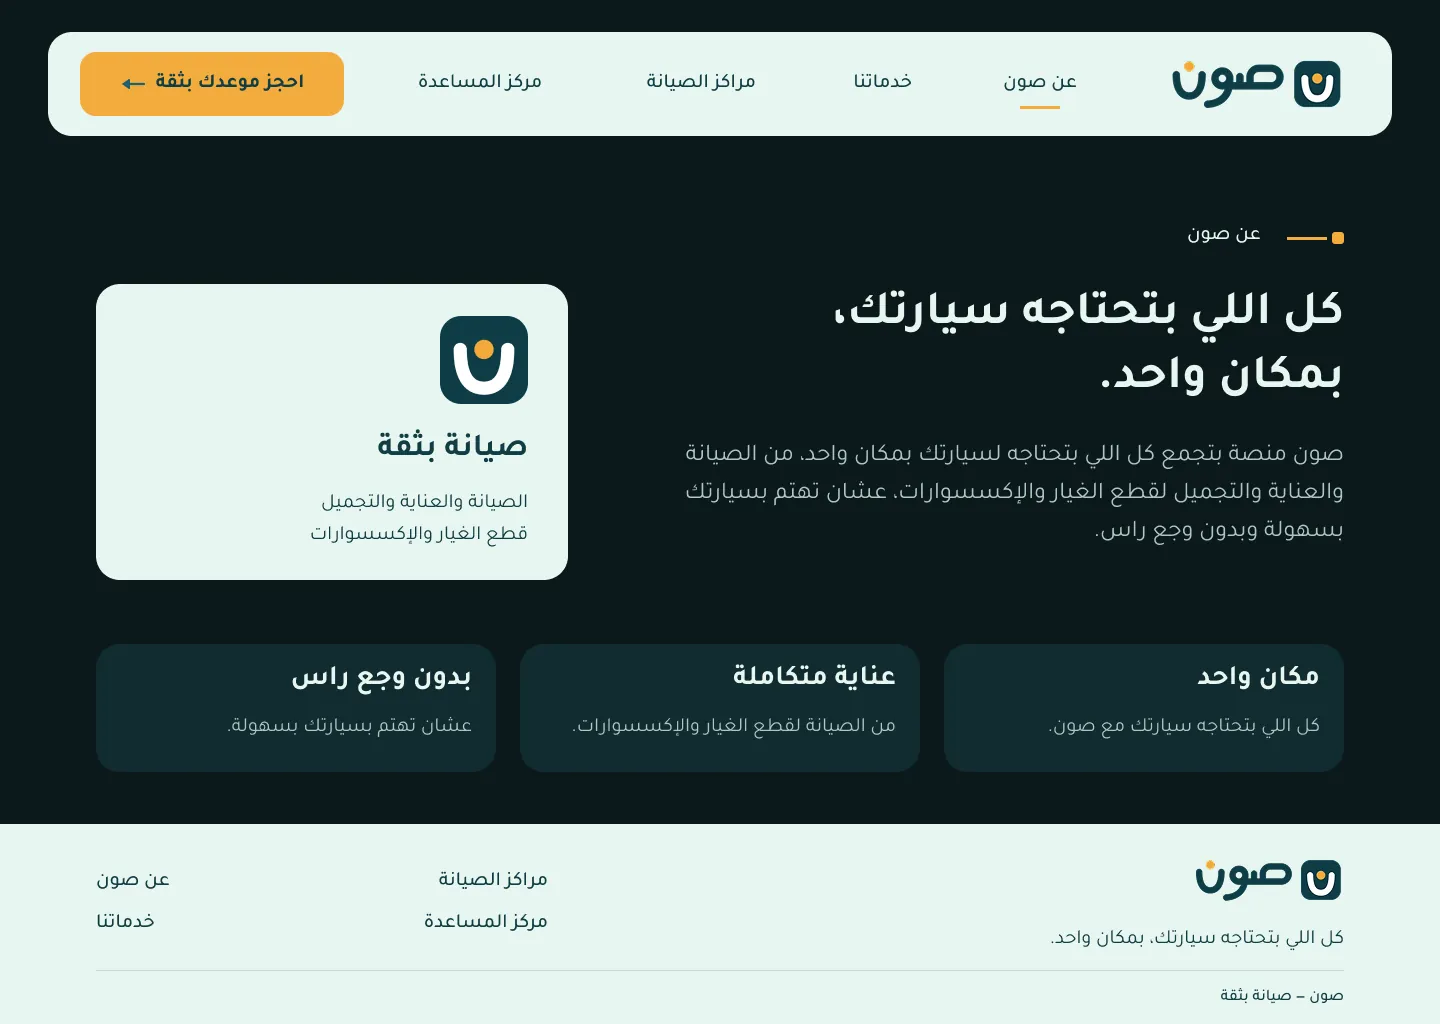 صون
عن صون
خدماتنا
مراكز الصيانة
مركز المساعدة
احجز موعدك بثقة
عن صون
كل اللي بتحتاجه سيارتك،
بمكان واحد.
صون منصة بتجمع كل اللي بتحتاجه لسيارتك بمكان واحد، من الصيانة
والعناية والتجميل لقطع الغيار والإكسسوارات، عشان تهتم بسيارتك
بسهولة وبدون وجع راس.
صيانة بثقة
الصيانة والعناية والتجميل
قطع الغيار والإكسسوارات
مكان واحد
كل اللي بتحتاجه سيارتك مع صون.
عناية متكاملة
من الصيانة لقطع الغيار والإكسسوارات.
بدون وجع راس
عشان تهتم بسيارتك بسهولة.
صون
كل اللي بتحتاجه سيارتك، بمكان واحد.
مراكز الصيانة
مركز المساعدة
عن صون
خدماتنا
صون – صيانة بثقة